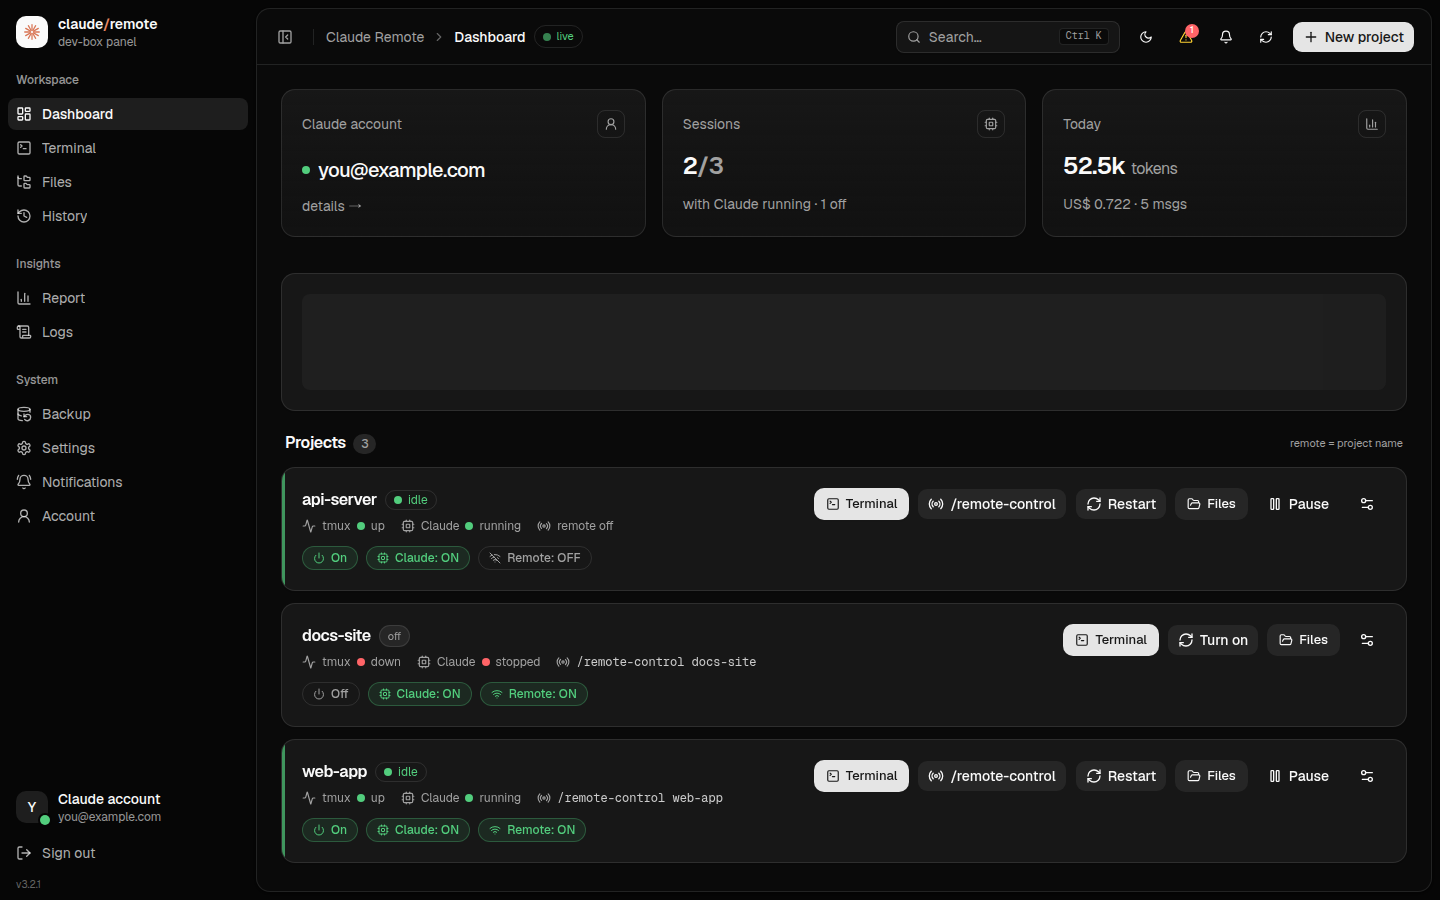 claude/remote
dev-box panel
Workspace
Dashboard
Terminal
Files
History
Insights
Report
Logs
System
Backup
Settings
Notifications
Account
Y
Claude account
you@example.com
Sign out
v3.2.1
Claude Remote > Dashboard live
Search... Ctrl K
1
New project
Claude account
you@example.com
details →
Sessions
2/3
with Claude running · 1 off
Today
52.5k tokens
US$ 0.722 · 5 msgs
Projects 3
remote = project name
api-server idle
tmux up Claude running remote off
On Claude: ON Remote: OFF
Terminal /remote-control Restart Files Pause
docs-site off
tmux down Claude stopped /remote-control docs-site
Off Claude: ON Remote: ON
Terminal Turn on Files
web-app idle
tmux up Claude running /remote-control web-app
On Claude: ON Remote: ON
Terminal /remote-control Restart Files Pause